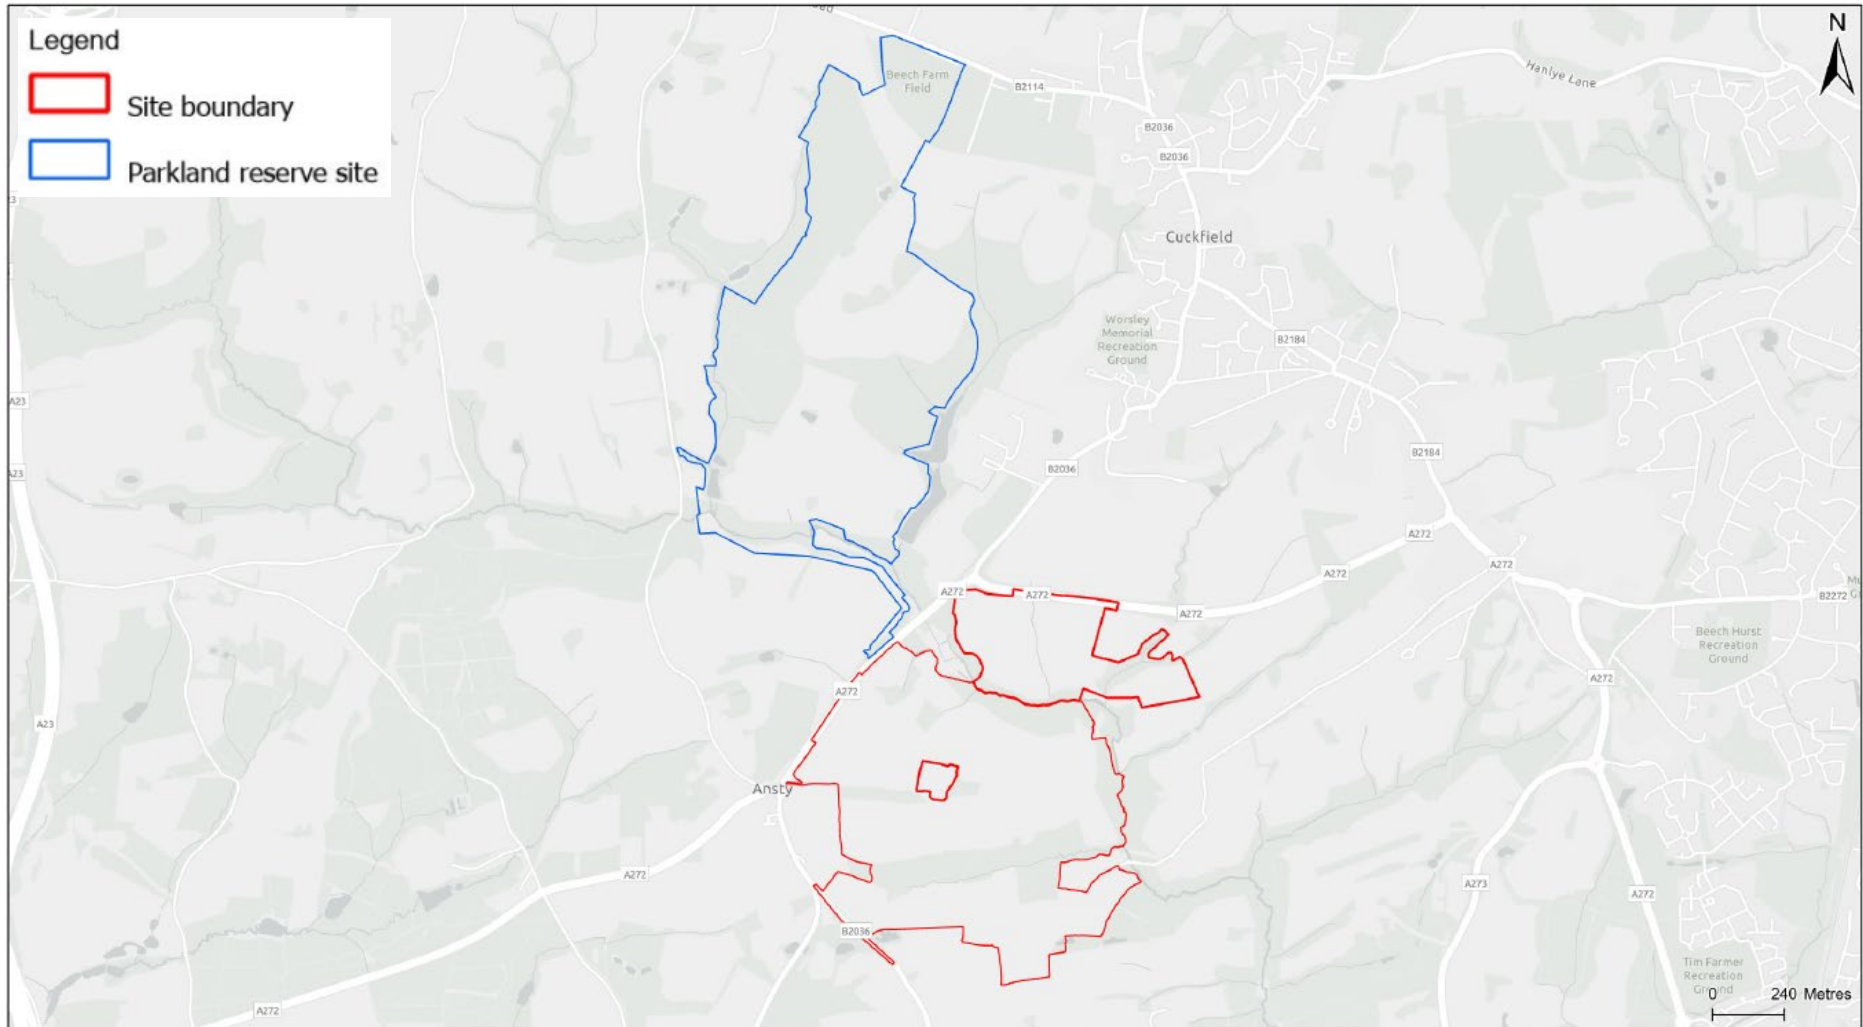 Legend
Site boundary
Parkland reserve site
N
Beech Farm
Field
B2114
Hanlye Lane
B2036
B2036
Cuckfield
Worsley
Memorial
Recreation
Ground
B2184
A23
A23
B2036
B2184
A272
A272
A272
A272
A272
A272
B2272
Beech Hurst
Recreation
Ground
A272
A272
A23
Ansty
A272
A273
A272
B2036
Tim Farmer
Recreation
Ground
A272
0 240 Metres